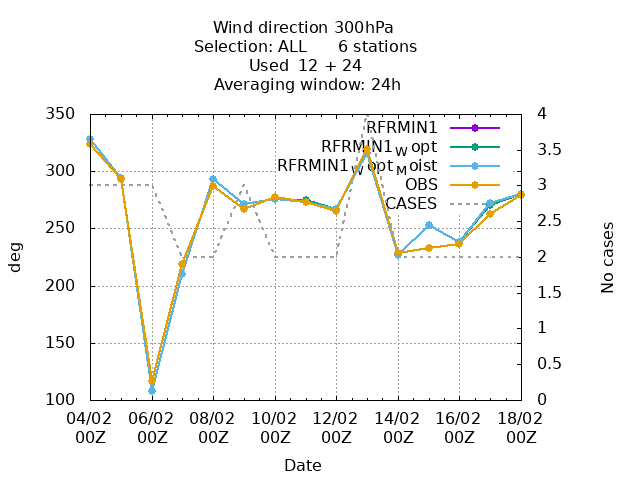 Wind direction 300hPa
Selection: ALL 6 stations
Used 12 + 24
Averaging window: 24h
350
300
250
200
150
100
deg
4
3.5
3
2.5
2
1.5
1
0.5
0
No cases
RFRMIN1
RFRMIN1W opt
RFRMIN1W optM oist
OBS
CASES
04/02 06/02 08/02 10/02 12/02 14/02 16/02 18/02
00Z 00Z 00Z 00Z 00Z 00Z 00Z 00Z
Date